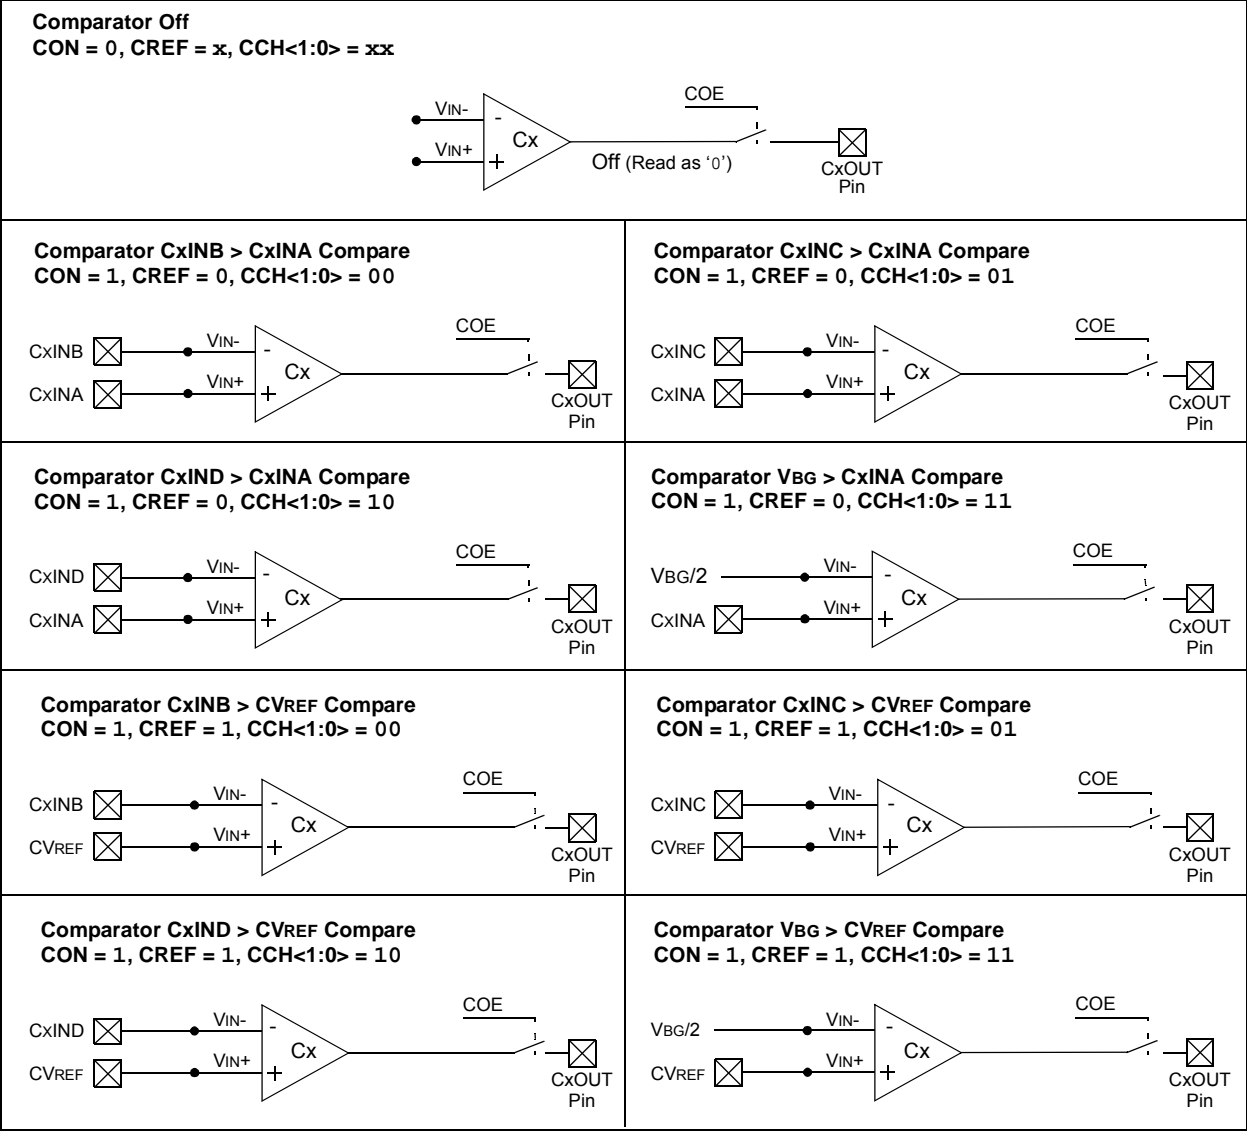 Comparator Off
CON = 0, CREF = x, CCH<1:0> = xx
COE
VIN-
-
Cx
VIN+
+
Off (Read as ‘0’)
CxOUT
Pin
Comparator CxINB > CxINA Compare
CON = 1, CREF = 0, CCH<1:0> = 00
COE
CxINB
VIN-
-
Cx
CxINA
VIN+
+
CxOUT
Pin
Comparator CxINC > CxINA Compare
CON = 1, CREF = 0, CCH<1:0> = 01
COE
CxINC
VIN-
-
Cx
CxINA
VIN+
+
CxOUT
Pin
Comparator CxIND > CxINA Compare
CON = 1, CREF = 0, CCH<1:0> = 10
COE
CxIND
VIN-
-
Cx
CxINA
VIN+
+
CxOUT
Pin
Comparator VBG > CxINA Compare
CON = 1, CREF = 0, CCH<1:0> = 11
COE
VBG/2
VIN-
-
Cx
CxINA
VIN+
+
CxOUT
Pin
Comparator CxINB > CVREF Compare
CON = 1, CREF = 1, CCH<1:0> = 00
COE
CxINB
VIN-
-
Cx
CVREF
VIN+
+
CxOUT
Pin
Comparator CxINC > CVREF Compare
CON = 1, CREF = 1, CCH<1:0> = 01
COE
CxINC
VIN-
-
Cx
CVREF
VIN+
+
CxOUT
Pin
Comparator CxIND > CVREF Compare
CON = 1, CREF = 1, CCH<1:0> = 10
COE
CxIND
VIN-
-
Cx
CVREF
VIN+
+
CxOUT
Pin
Comparator VBG > CVREF Compare
CON = 1, CREF = 1, CCH<1:0> = 11
COE
VBG/2
VIN-
-
Cx
CVREF
VIN+
+
CxOUT
Pin